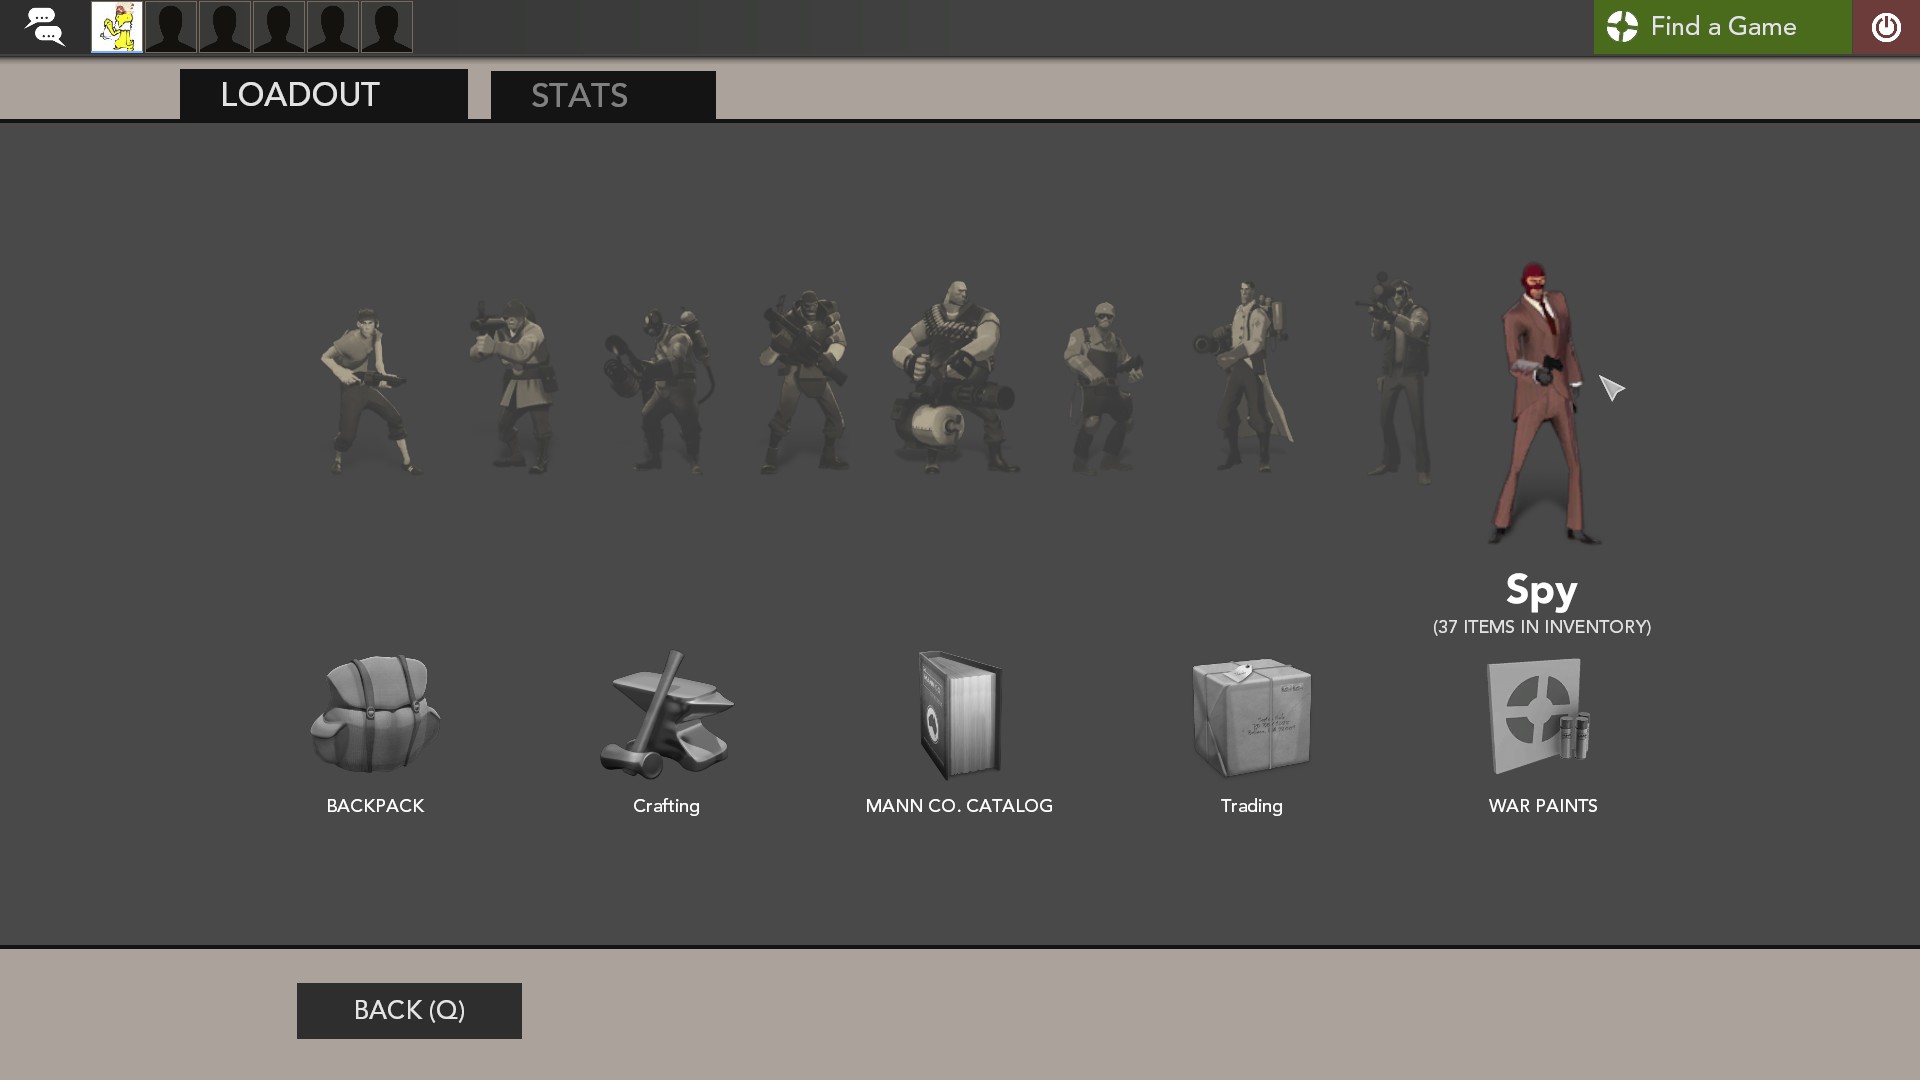 Find a Game
LOADOUT
STATS
Spy
(37 ITEMS IN INVENTORY)
BACKPACK
Crafting
MANN CO. CATALOG
Trading
WAR PAINTS
BACK (Q)